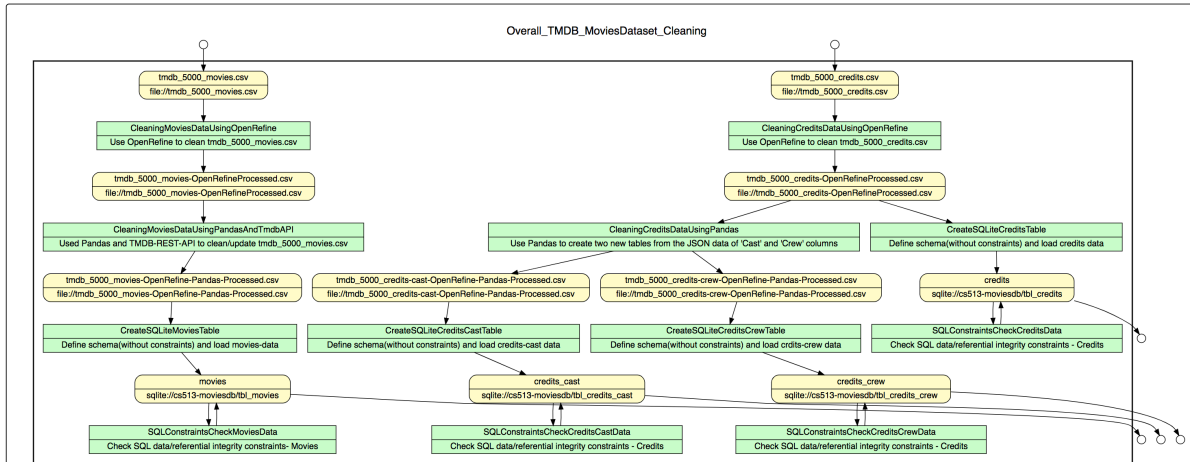 Overall_TMDB_MoviesDataset_Cleaning
tmdb_5000_movies.csv
file://tmdb_5000_movies.csv
tmdb_5000_credits.csv
file://tmdb_5000_credits.csv
CleaningMoviesDataUsingOpenRefine
Use OpenRefine to clean tmdb_5000_movies.csv
CleaningCreditsDataUsingOpenRefine
Use OpenRefine to clean tmdb_5000_credits.csv
tmdb_5000_movies-OpenRefineProcessed.csv
file://tmdb_5000_movies-OpenRefineProcessed.csv
tmdb_5000_credits-OpenRefineProcessed.csv
file://tmdb_5000_credits-OpenRefineProcessed.csv
CleaningMoviesDataUsingPandasAndTmdbAPI
Used Pandas and TMDB-REST-API to clean/update tmdb_5000_movies.csv
CleaningCreditsDataUsingPandas
Use Pandas to create two new tables from the JSON data of 'Cast' and 'Crew' columns
CreateSQLiteCreditsTable
Define schema(without constraints) and load credits data
tmdb_5000_movies-OpenRefine-Pandas-Processed.csv
file://tmdb_5000_movies-OpenRefine-Pandas-Processed.csv
tmdb_5000_credits-cast-OpenRefine-Pandas-Processed.csv
file://tmdb_5000_credits-cast-OpenRefine-Pandas-Processed.csv
tmdb_5000_credits-crew-OpenRefine-Pandas-Processed.csv
file://tmdb_5000_credits-crew-OpenRefine-Pandas-Processed.csv
credits
sqlite://cs513-moviesdb/tbl_credits
CreateSQLiteMoviesTable
Define schema(without constraints) and load movies-data
CreateSQLiteCreditsCastTable
Define schema(without constraints) and load credits-cast data
CreateSQLiteCreditsCrewTable
Define schema(without constraints) and load crdits-crew data
SQLConstraintsCheckCreditsData
Check SQL data/referential integrity constraints - Credits
movies
sqlite://cs513-moviesdb/tbl_movies
credits_cast
sqlite://cs513-moviesdb/tbl_credits_cast
credits_crew
sqlite://cs513-moviesdb/tbl_credits_crew
SQLConstraintsCheckMoviesData
Check SQL data/referential integrity constraints- Movies
SQLConstraintsCheckCreditsCastData
Check SQL data/referential integrity constraints - Credits
SQLConstraintsCheckCreditsCrewData
Check SQL data/referential integrity constraints - Credits